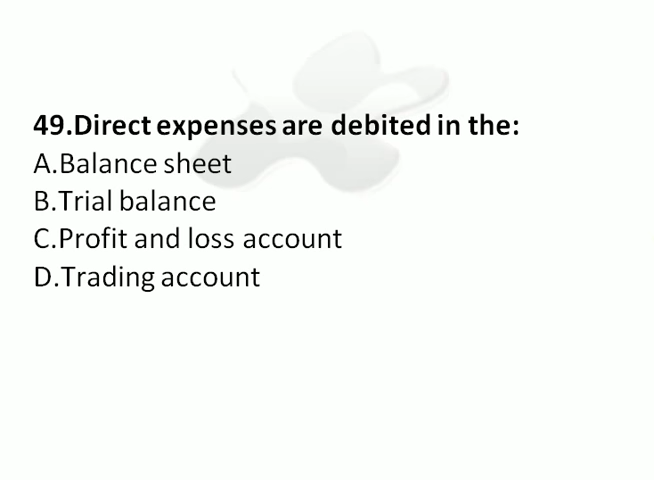 49.Direct expenses are debited in the:
A.Balance sheet
B.Trial balance
C.Profit and loss account
D.Trading account